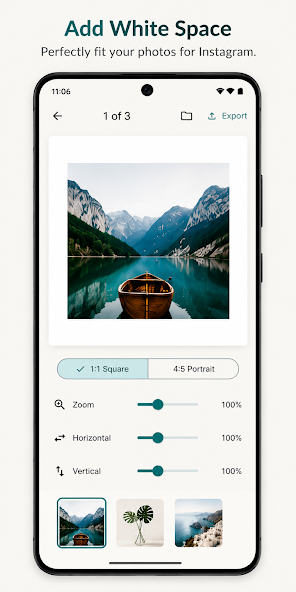 Add White Space
Perfectly fit your photos for Instagram.
11:06
1 of 3
Export
1:1 Square
4:5 Portrait
Zoom
100%
Horizontal
100%
Vertical
100%